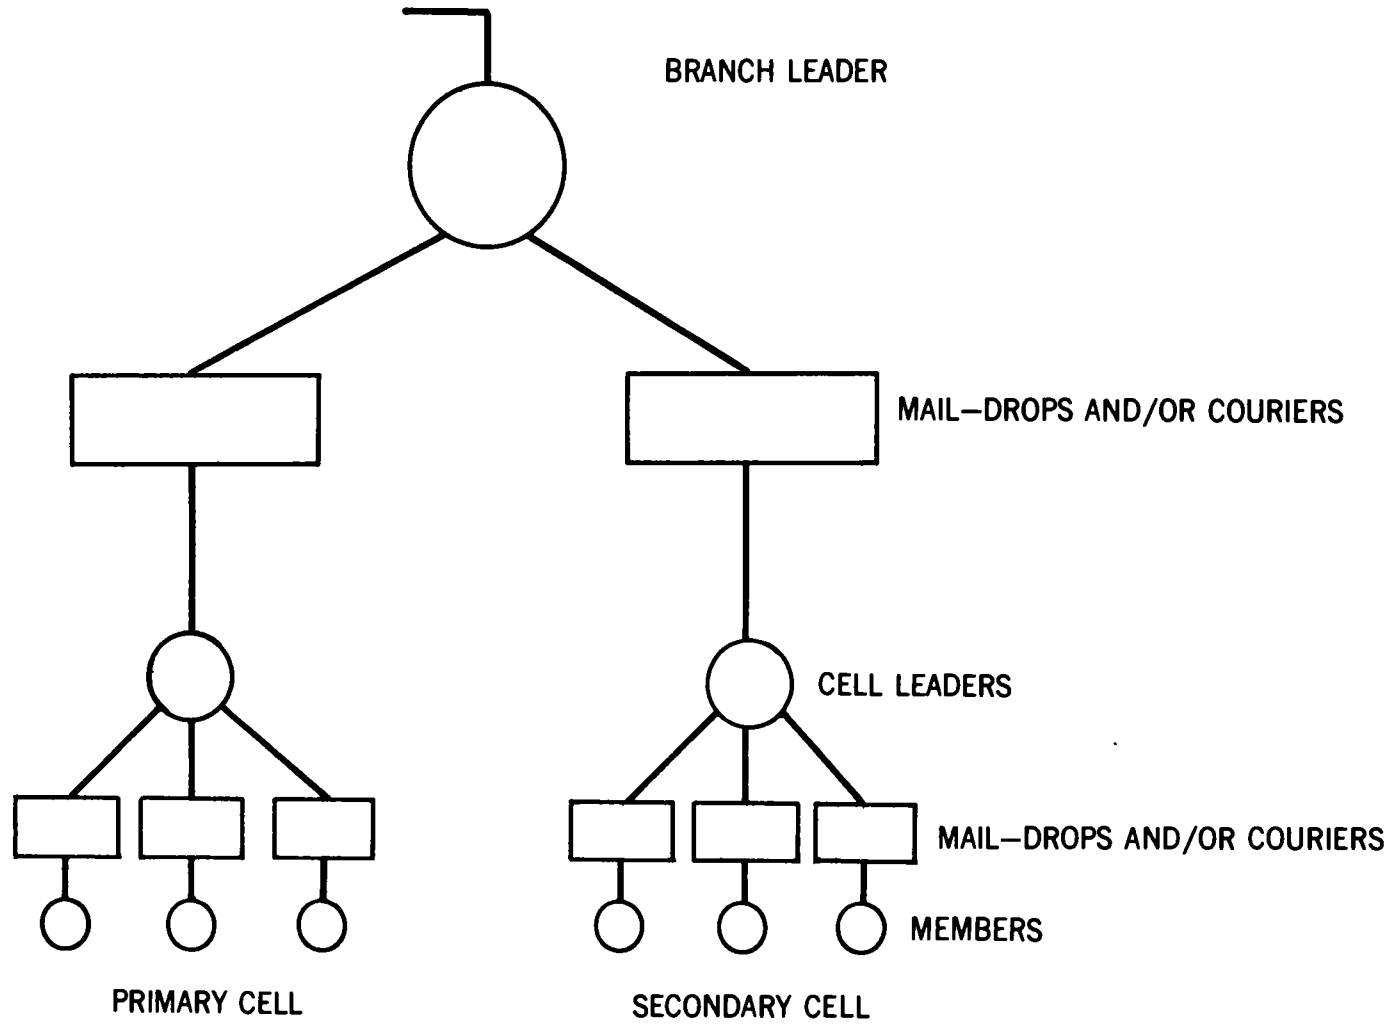 BRANCH LEADER
MAIL–DROPS AND/OR COURIERS
CELL LEADERS
MAIL–DROPS AND/OR COURIERS
MEMBERS
PRIMARY CELL
SECONDARY CELL